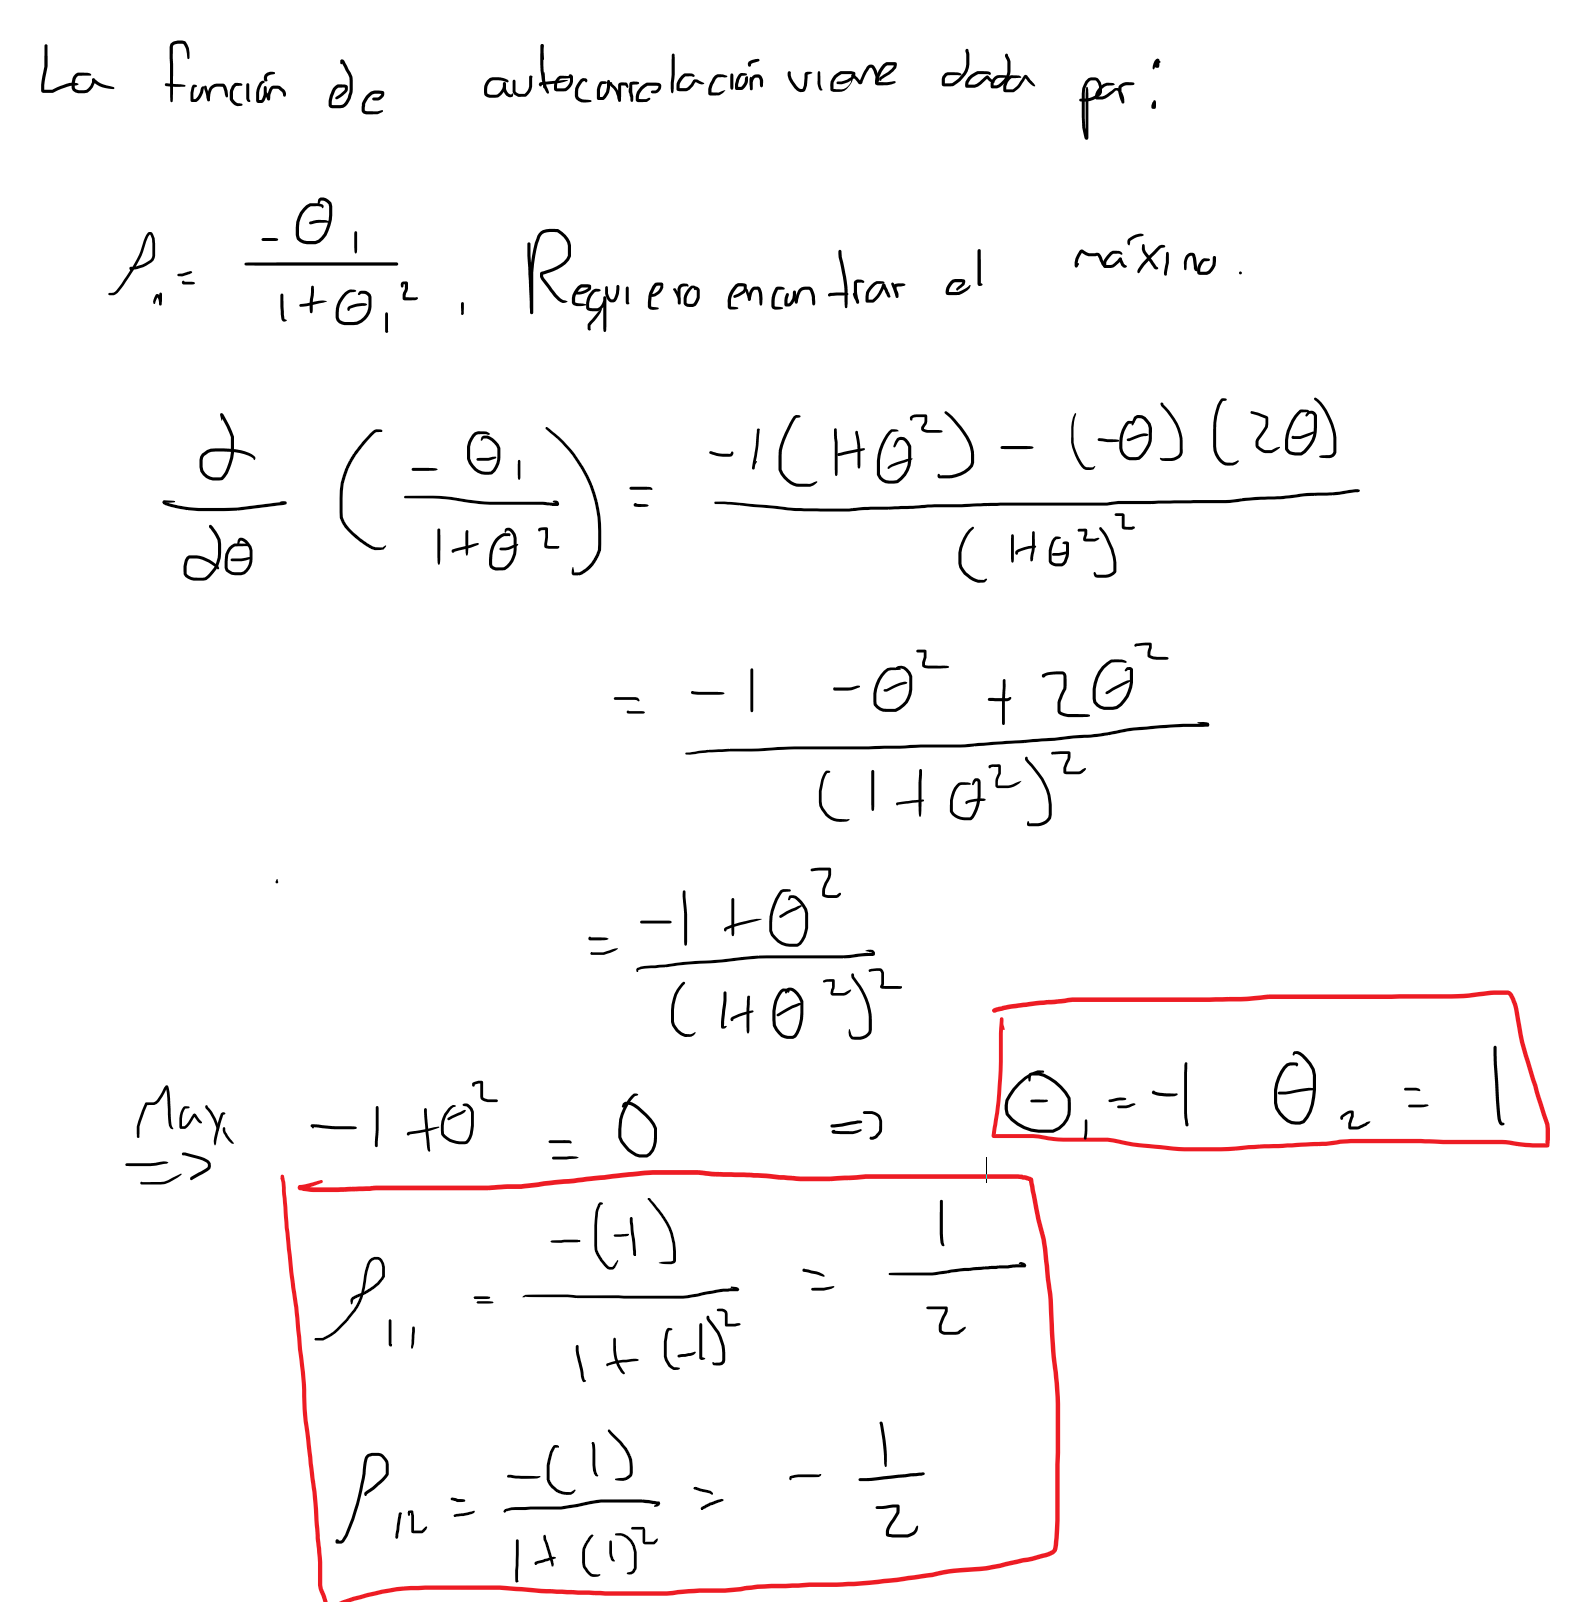 La función de autocorrelación viene dada por:
ρ₁ = -θ₁ / (1+θ₁²) , Requiero encontrar el máximo.
∂/∂θ ( -θ₁ / (1+θ²) ) = ( -1(1+θ²) - (-θ)(2θ) ) / (1+θ²)²
= ( -1 -θ² + 2θ² ) / (1+θ²)²
= ( -1+θ² ) / (1+θ²)²
Max ⇒ -1+θ² = 0 ⇒ θ₁ = -1 θ₂ = 1
ρ₁₁ = -(-1) / (1+(-1)²) = 1/2
ρ₁₂ = -(1) / (1+(1)²) = -1/2